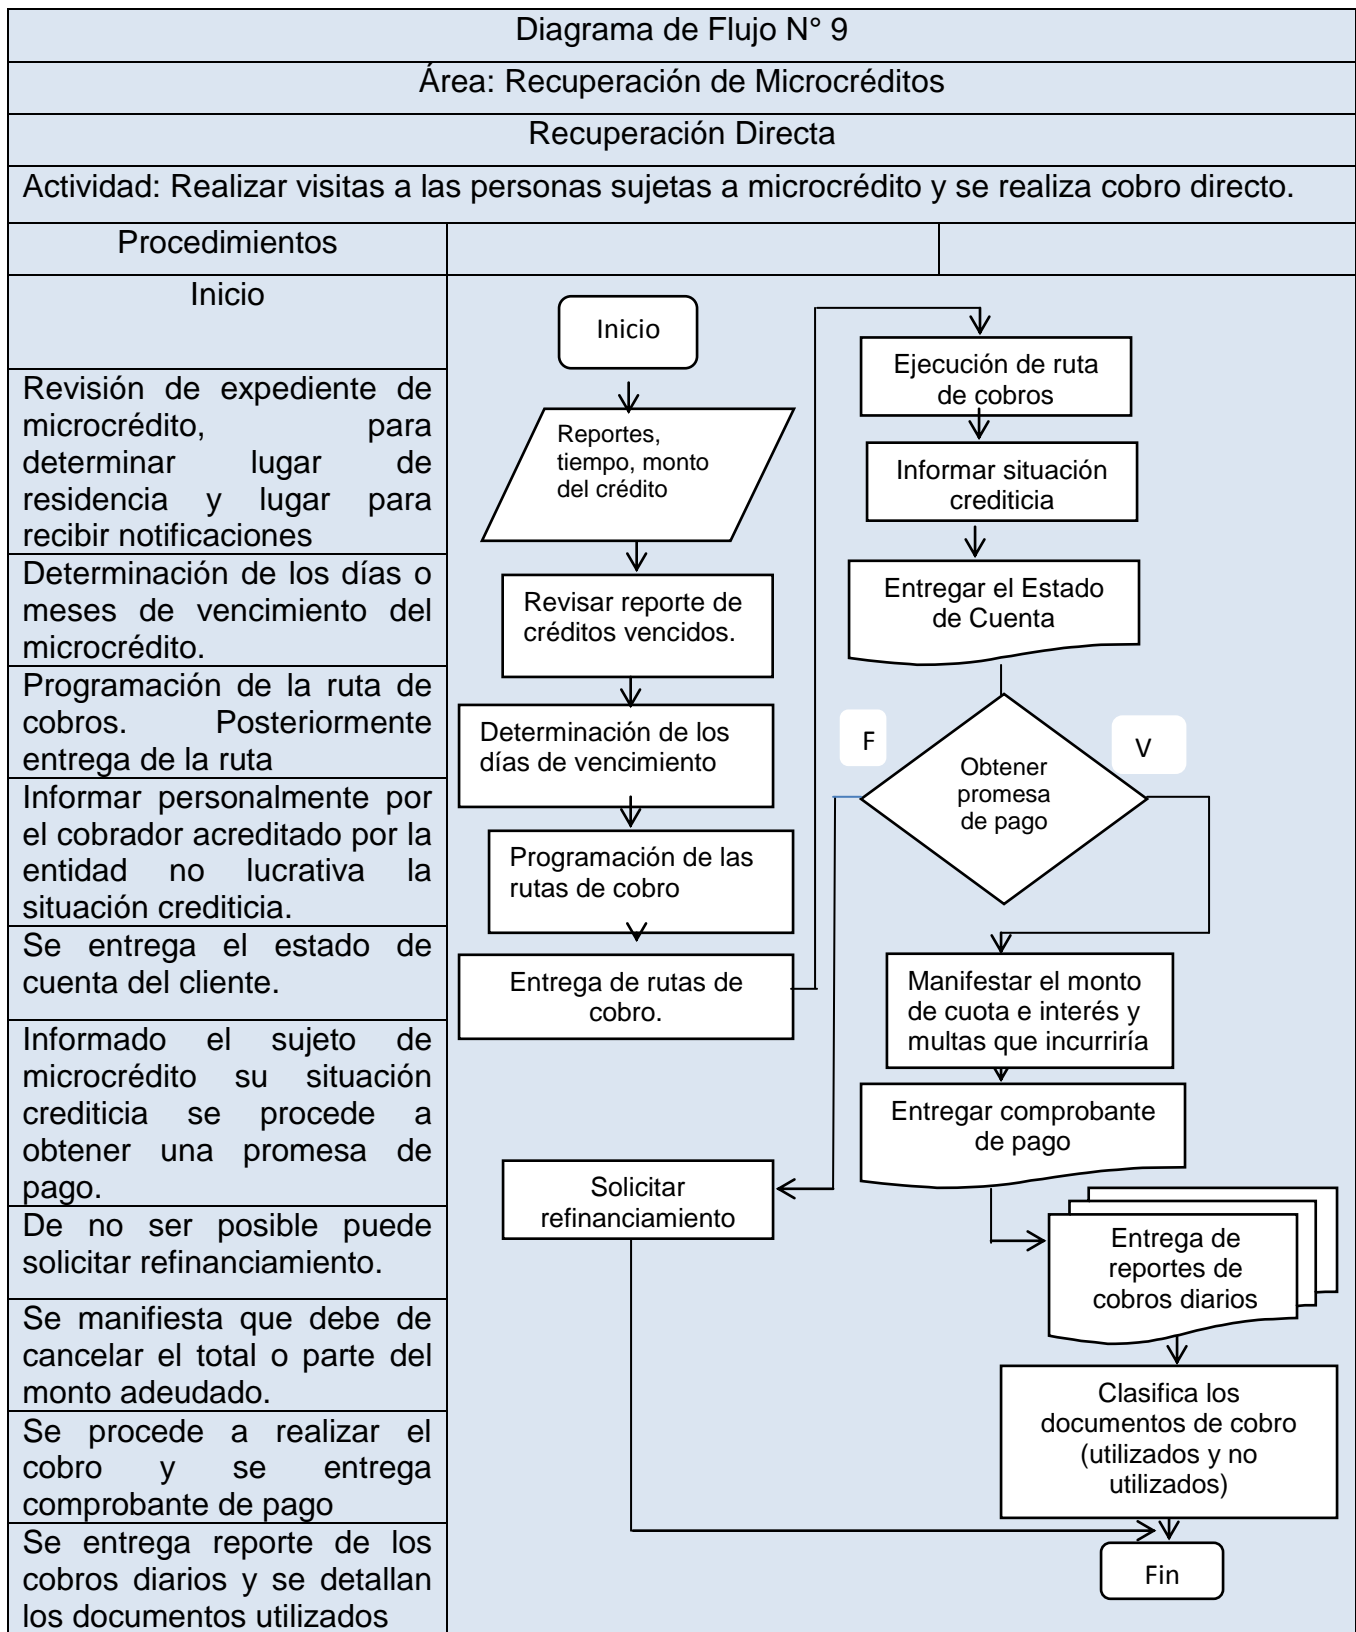 Diagrama de Flujo N° 9
Área: Recuperación de Microcréditos
Recuperación Directa
Actividad: Realizar visitas a las personas sujetas a microcrédito y se realiza cobro directo.
Procedimientos
Inicio
Revisión de expediente de
microcrédito, para
determinar lugar de
residencia y lugar para
recibir notificaciones
Determinación de los días o
meses de vencimiento del
microcrédito.
Programación de la ruta de
cobros. Posteriormente
entrega de la ruta
Informar personalmente por
el cobrador acreditado por la
entidad no lucrativa la
situación crediticia.
Se entrega el estado de
cuenta del cliente.
Informado el sujeto de
microcrédito su situación
crediticia se procede a
obtener una promesa de
pago.
De no ser posible puede
solicitar refinanciamiento.
Se manifiesta que debe de
cancelar el total o parte del
monto adeudado.
Se procede a realizar el
cobro y se entrega
comprobante de pago
Se entrega reporte de los
cobros diarios y se detallan
los documentos utilizados
Inicio
Reportes,
tiempo, monto
del crédito
Revisar reporte de
créditos vencidos.
Determinación de los
días de vencimiento
Programación de las
rutas de cobro
Entrega de rutas de
cobro.
Ejecución de ruta
de cobros
Informar situación
crediticia
Entregar el Estado
de Cuenta
F
Obtener
promesa
de pago
V
Manifestar el monto
de cuota e interés y
multas que incurriría
Entregar comprobante
de pago
Solicitar
refinanciamiento
Entrega de
reportes de
cobros diarios
Clasifica los
documentos de cobro
(utilizados y no
utilizados)
Fin